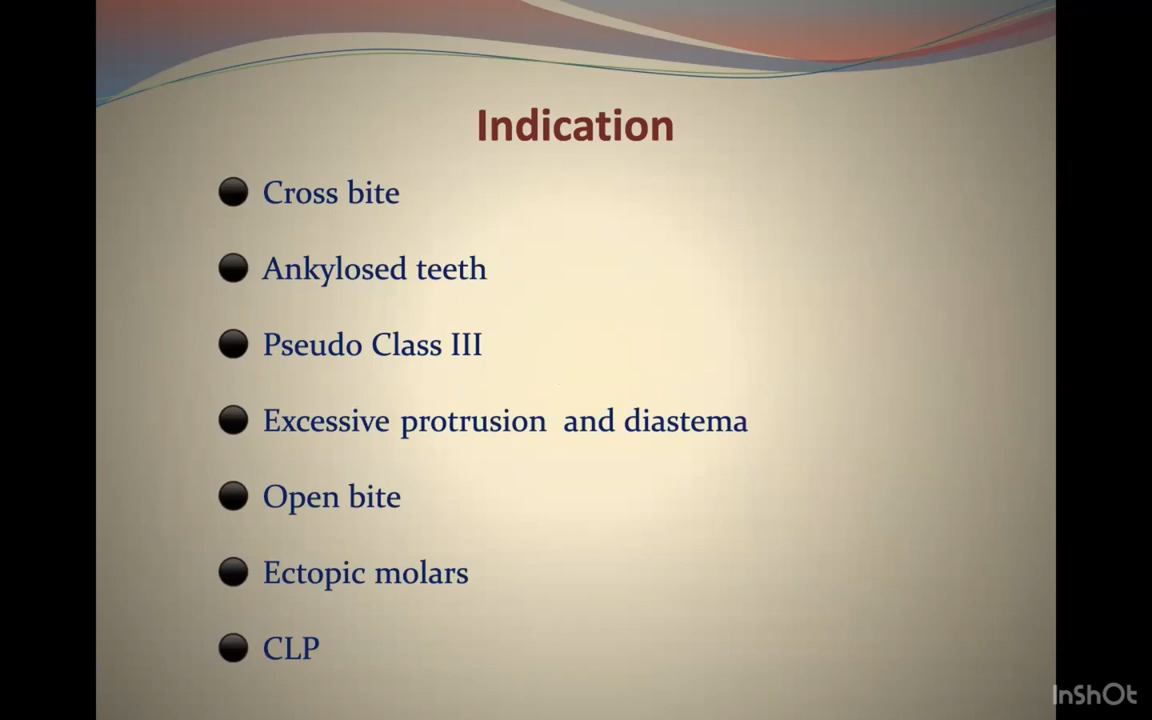 Indication
Cross bite
Ankylosed teeth
Pseudo Class III
Excessive protrusion and diastema
Open bite
Ectopic molars
CLP
InShOt